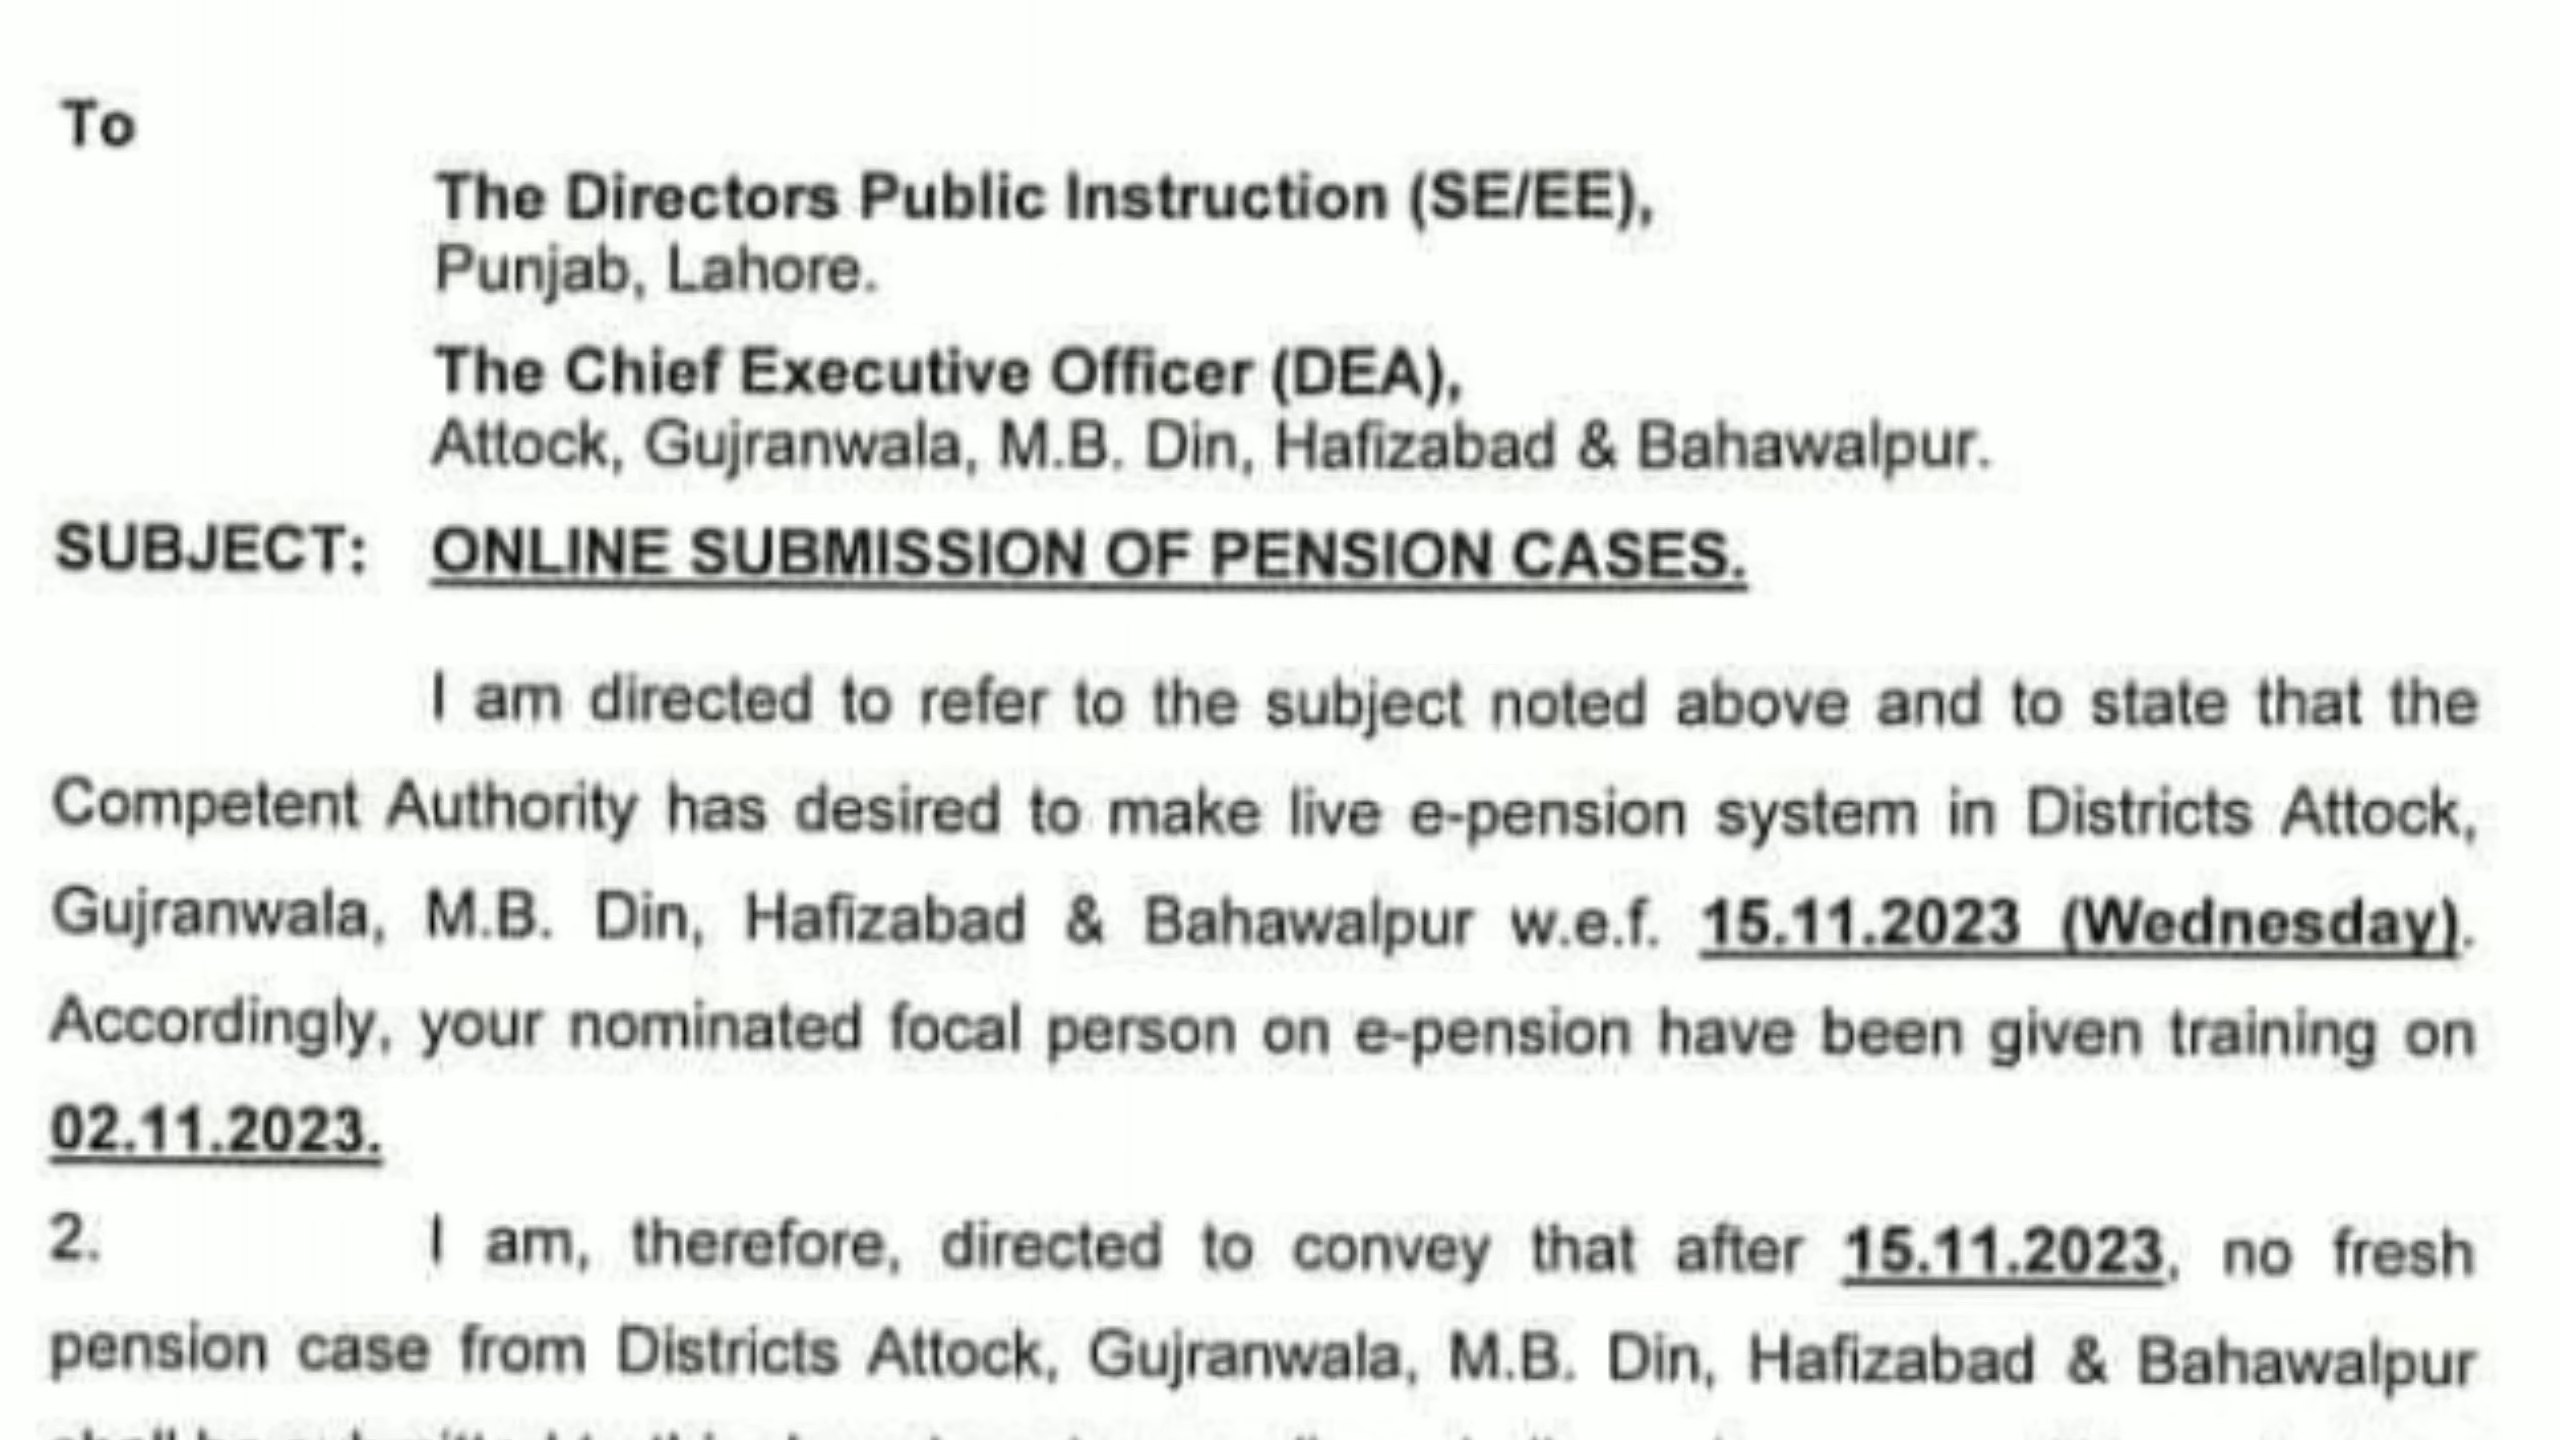 To
The Directors Public Instruction (SE/EE),
Punjab, Lahore.
The Chief Executive Officer (DEA),
Attock, Gujranwala, M.B. Din, Hafizabad & Bahawalpur.
SUBJECT: ONLINE SUBMISSION OF PENSION CASES.
I am directed to refer to the subject noted above and to state that the
Competent Authority has desired to make live e-pension system in Districts Attock,
Gujranwala, M.B. Din, Hafizabad & Bahawalpur w.e.f. 15.11.2023 (Wednesday).
Accordingly, your nominated focal person on e-pension have been given training on
02.11.2023.
2. I am, therefore, directed to convey that after 15.11.2023, no fresh
pension case from Districts Attock, Gujranwala, M.B. Din, Hafizabad & Bahawalpur
shall be submitted to this